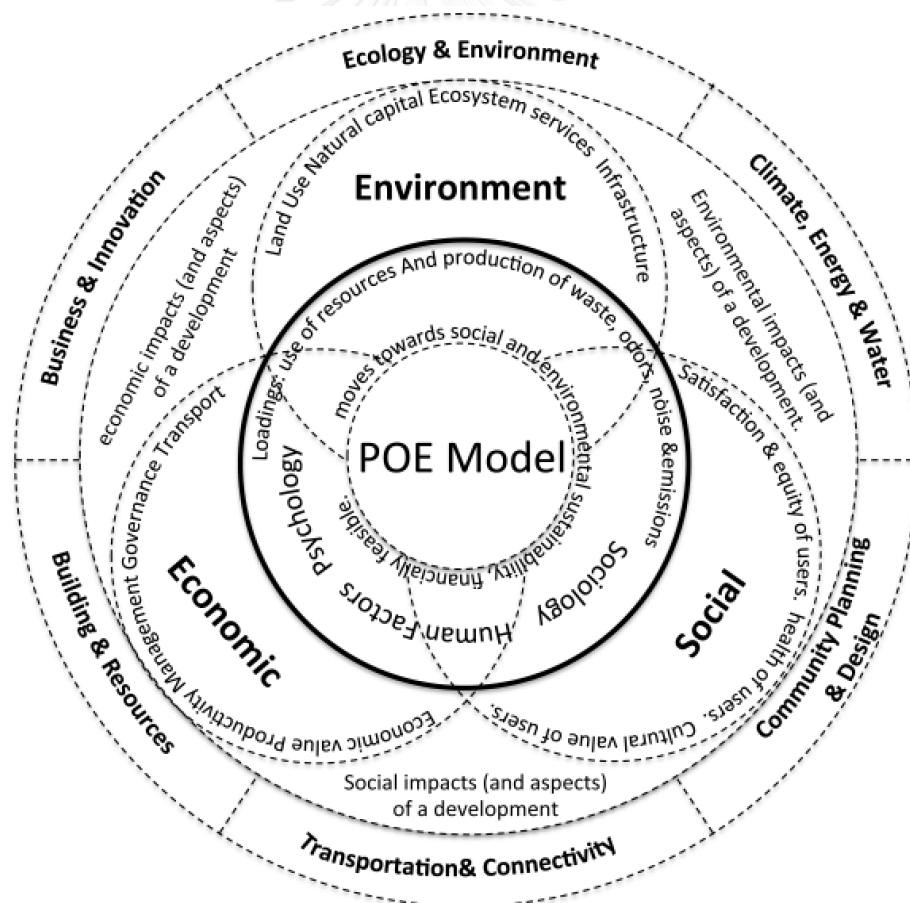 Ecology & Environment
Climate, Energy & Water
Community Planning
& Design
Transportation& Connectivity
Building & Resources
Business & Innovation
Land Use Natural capital Ecosystem services Infrastructure
Environment
economic impacts (and aspects)
of a development
Environmental impacts (and
aspects) of a development
Loadings: use of resources And production of waste, odors, noise &emissions
moves towards social and environmental sustainability, financially feasible.
POE Model
Psychology
Human Factors
Sociology
Economic value Productivity Management Governance Transport
Economic
Satisfaction & equity of users. health of users. Cultural value of users.
Social
Social impacts (and aspects)
of a development